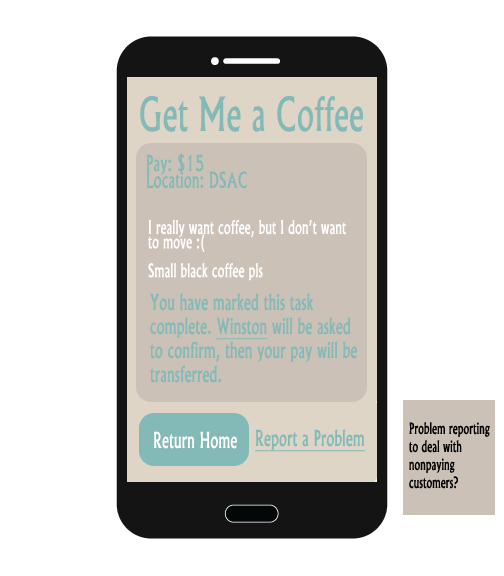 Get Me a Coffee
Pay: $15
Location: DSAC
I really want coffee, but I don't want
to move :(
Small black coffee pls
You have marked this task
complete. Winston will be asked
to confirm, then your pay will be
transferred.
Return Home
Report a Problem
Problem reporting
to deal with
nonpaying
customers?